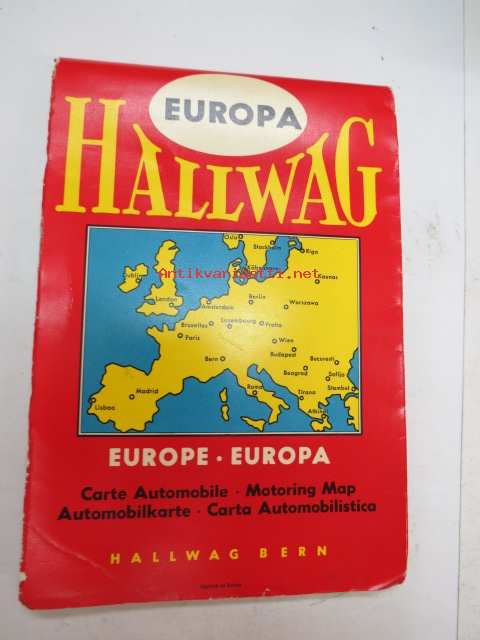 EUROPA
HALLWAG
Oslo
Stockholm
Riga
Kaunas
Dublin
Antikvariaatti.net
London
Amsterdam
Berlin
Warszawa
Bruxelles
Luxembourg
Praha
Paris
Wien
Bern
Budapest
Bucuresti
Beograd
Sofija
Madrid
Roma
Tirana
Stambul
Lisboa
EUROPE · EUROPA
Carte Automobile · Motoring Map
Automobilkarte · Carta Automobilistica
HALLWAG BERN